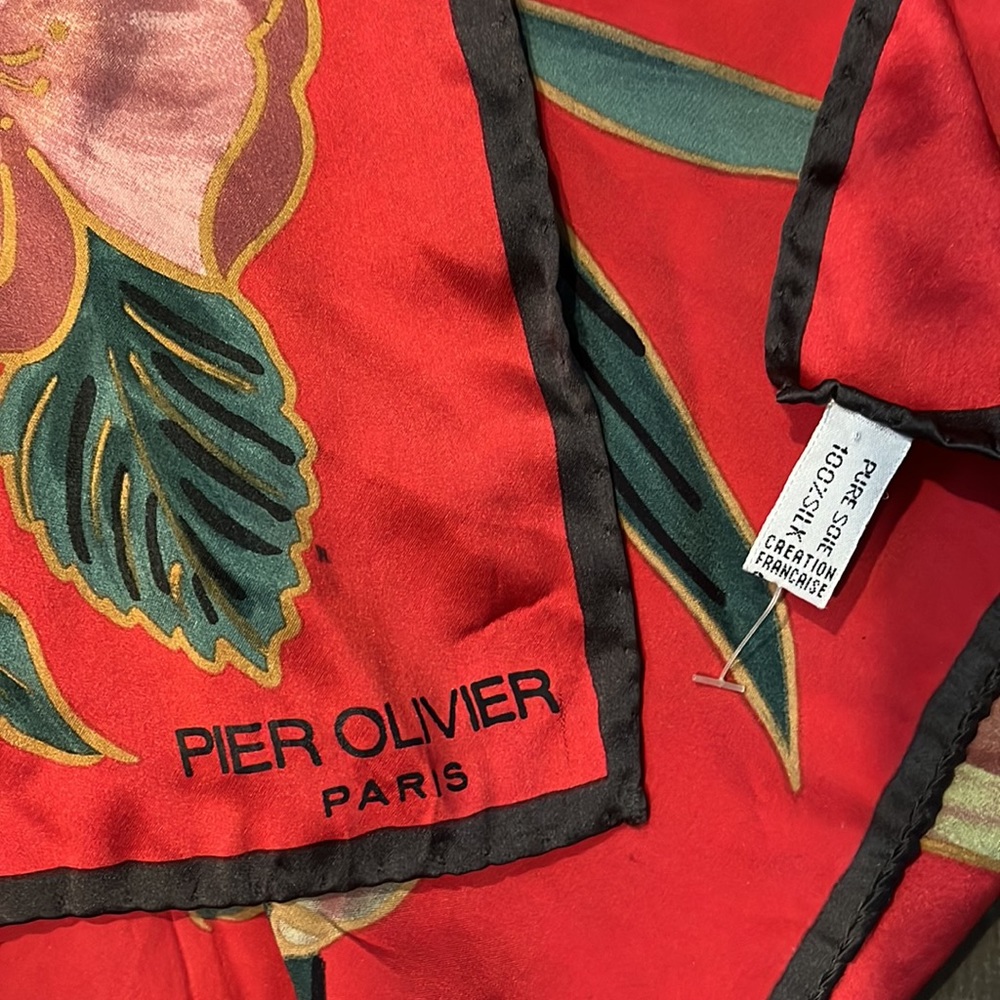 PIER OLIVIER
PARIS
PURE SOIE
100%SILK
CREATION
FRANCAISE